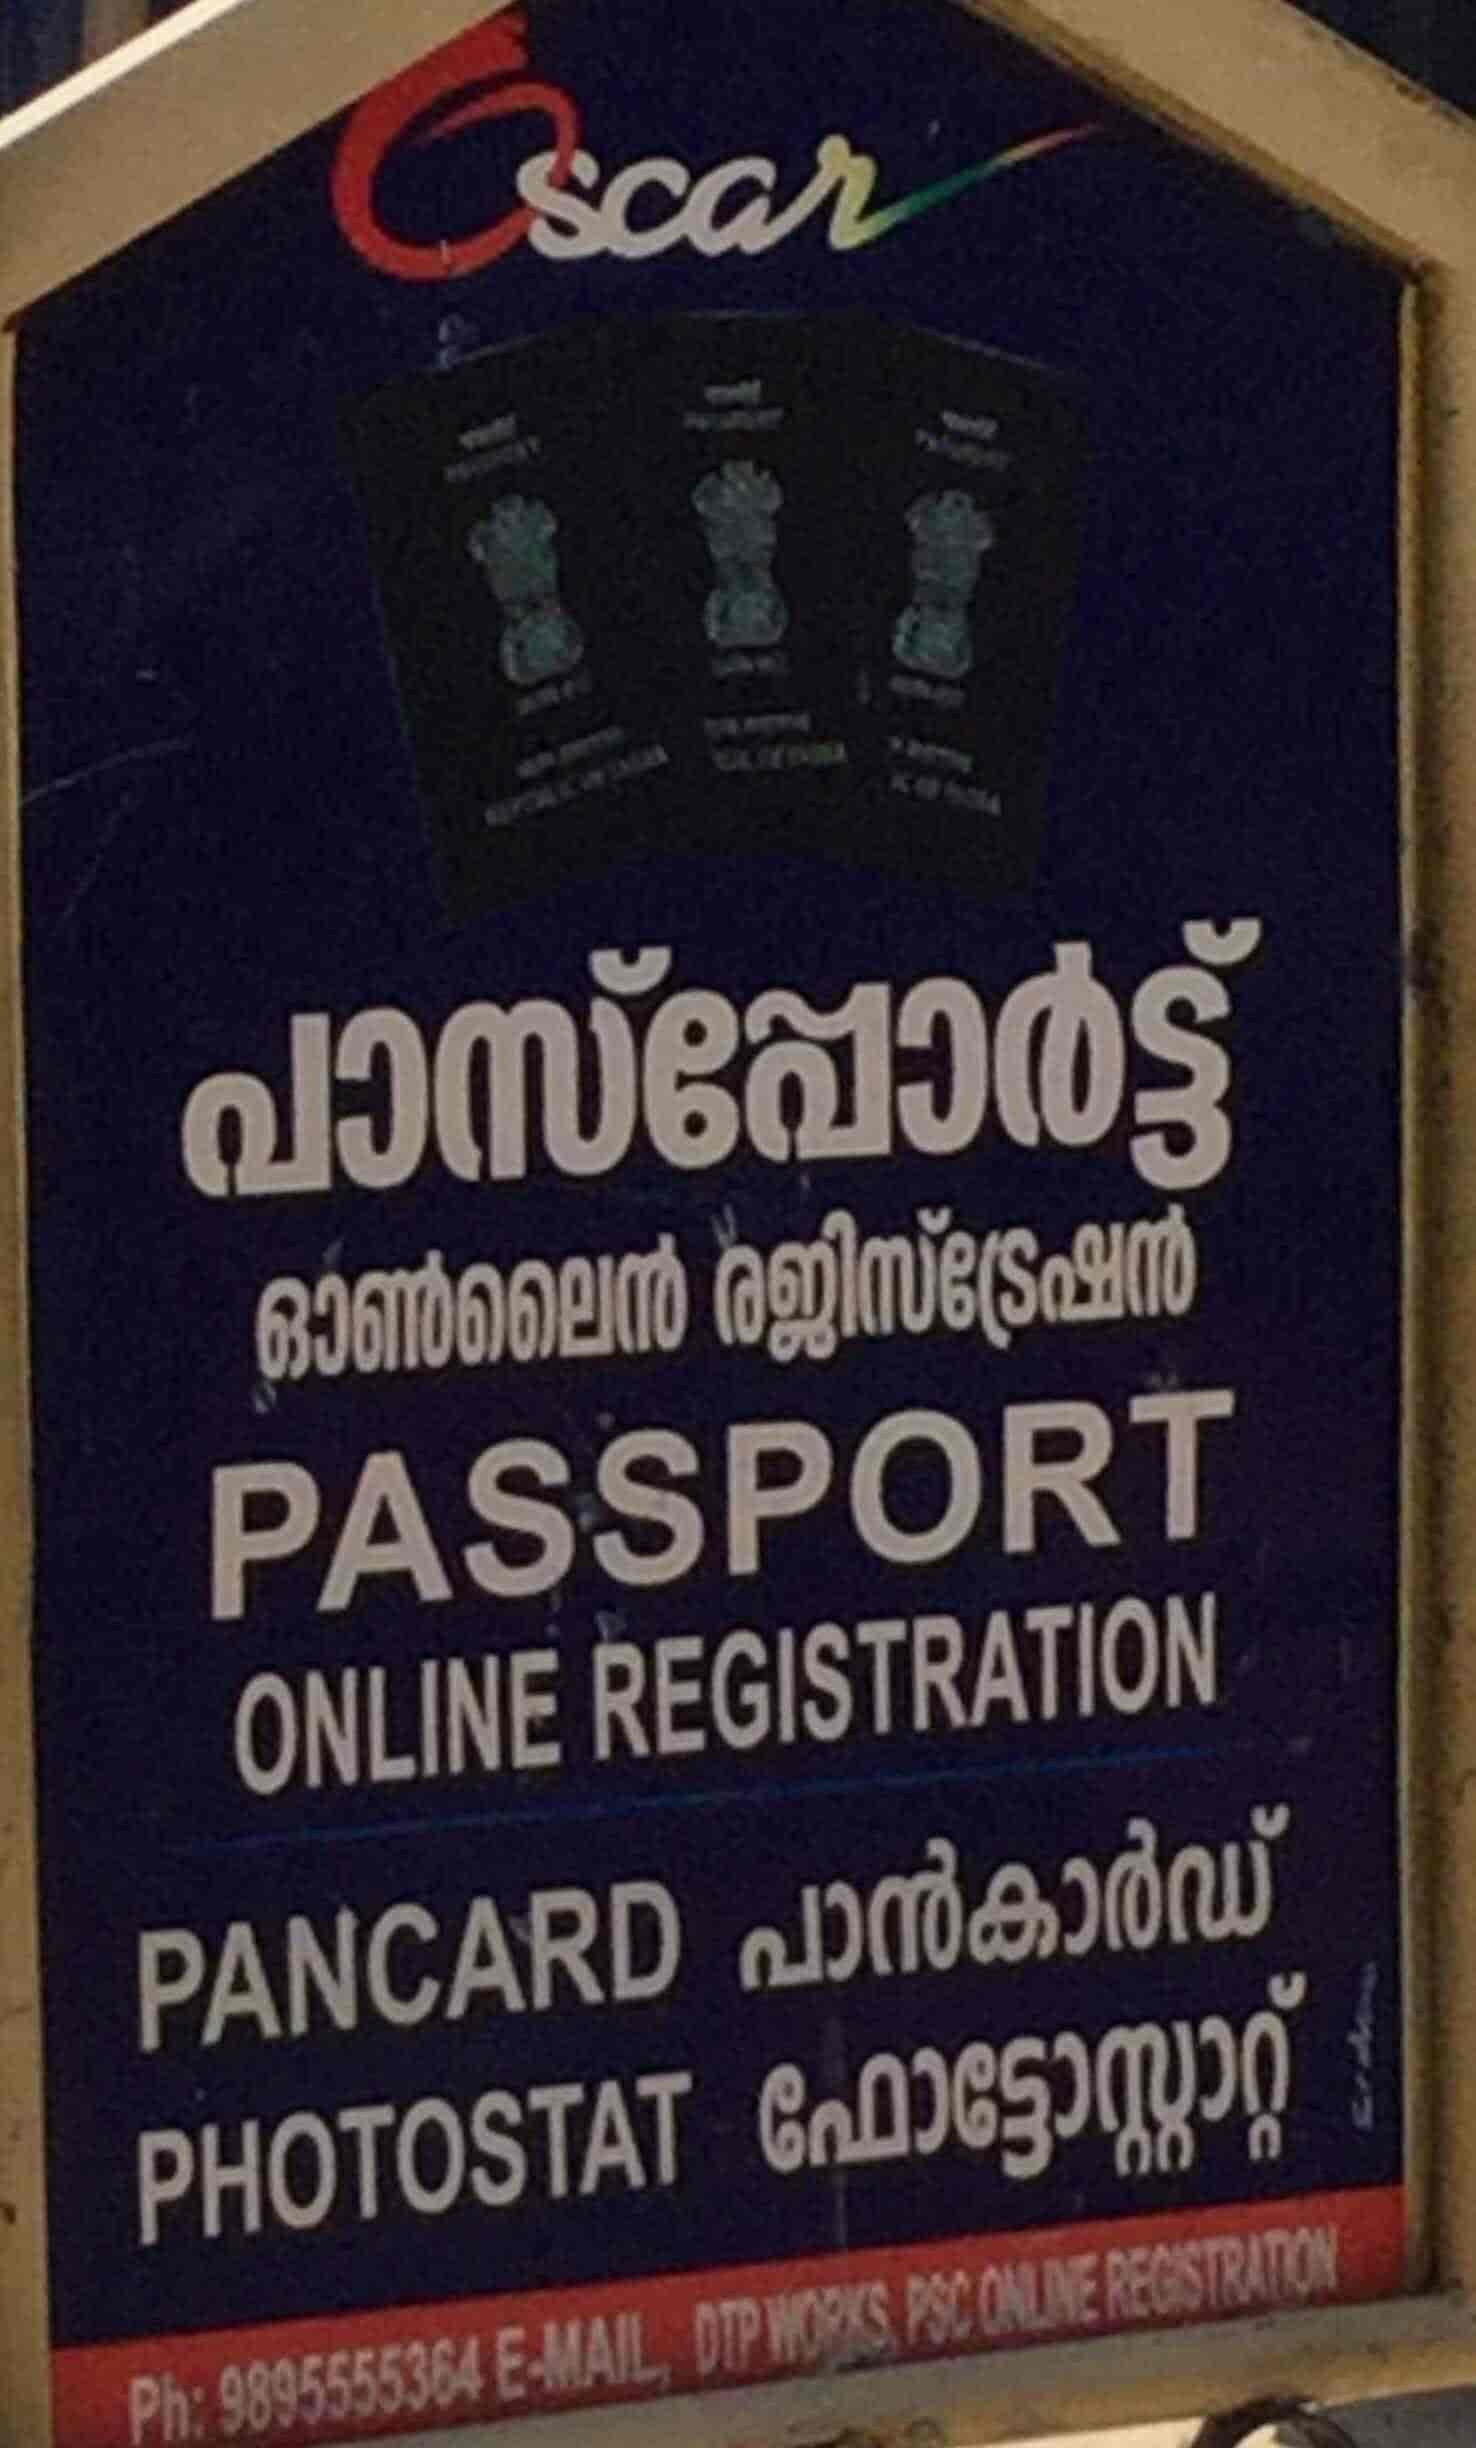 Oscar
പാസ്പ്പോർട്ട്
ഓൺലൈൻ രജിസ്ട്രേഷൻ
PASSPORT
ONLINE REGISTRATION
PANCARD പാൻകാർഡ്
PHOTOSTAT ഫോട്ടോസ്റ്റാറ്റ്
Ph: 9895555364 E-MAIL, DTP WORKS, PSC ONLINE REGISTRATION